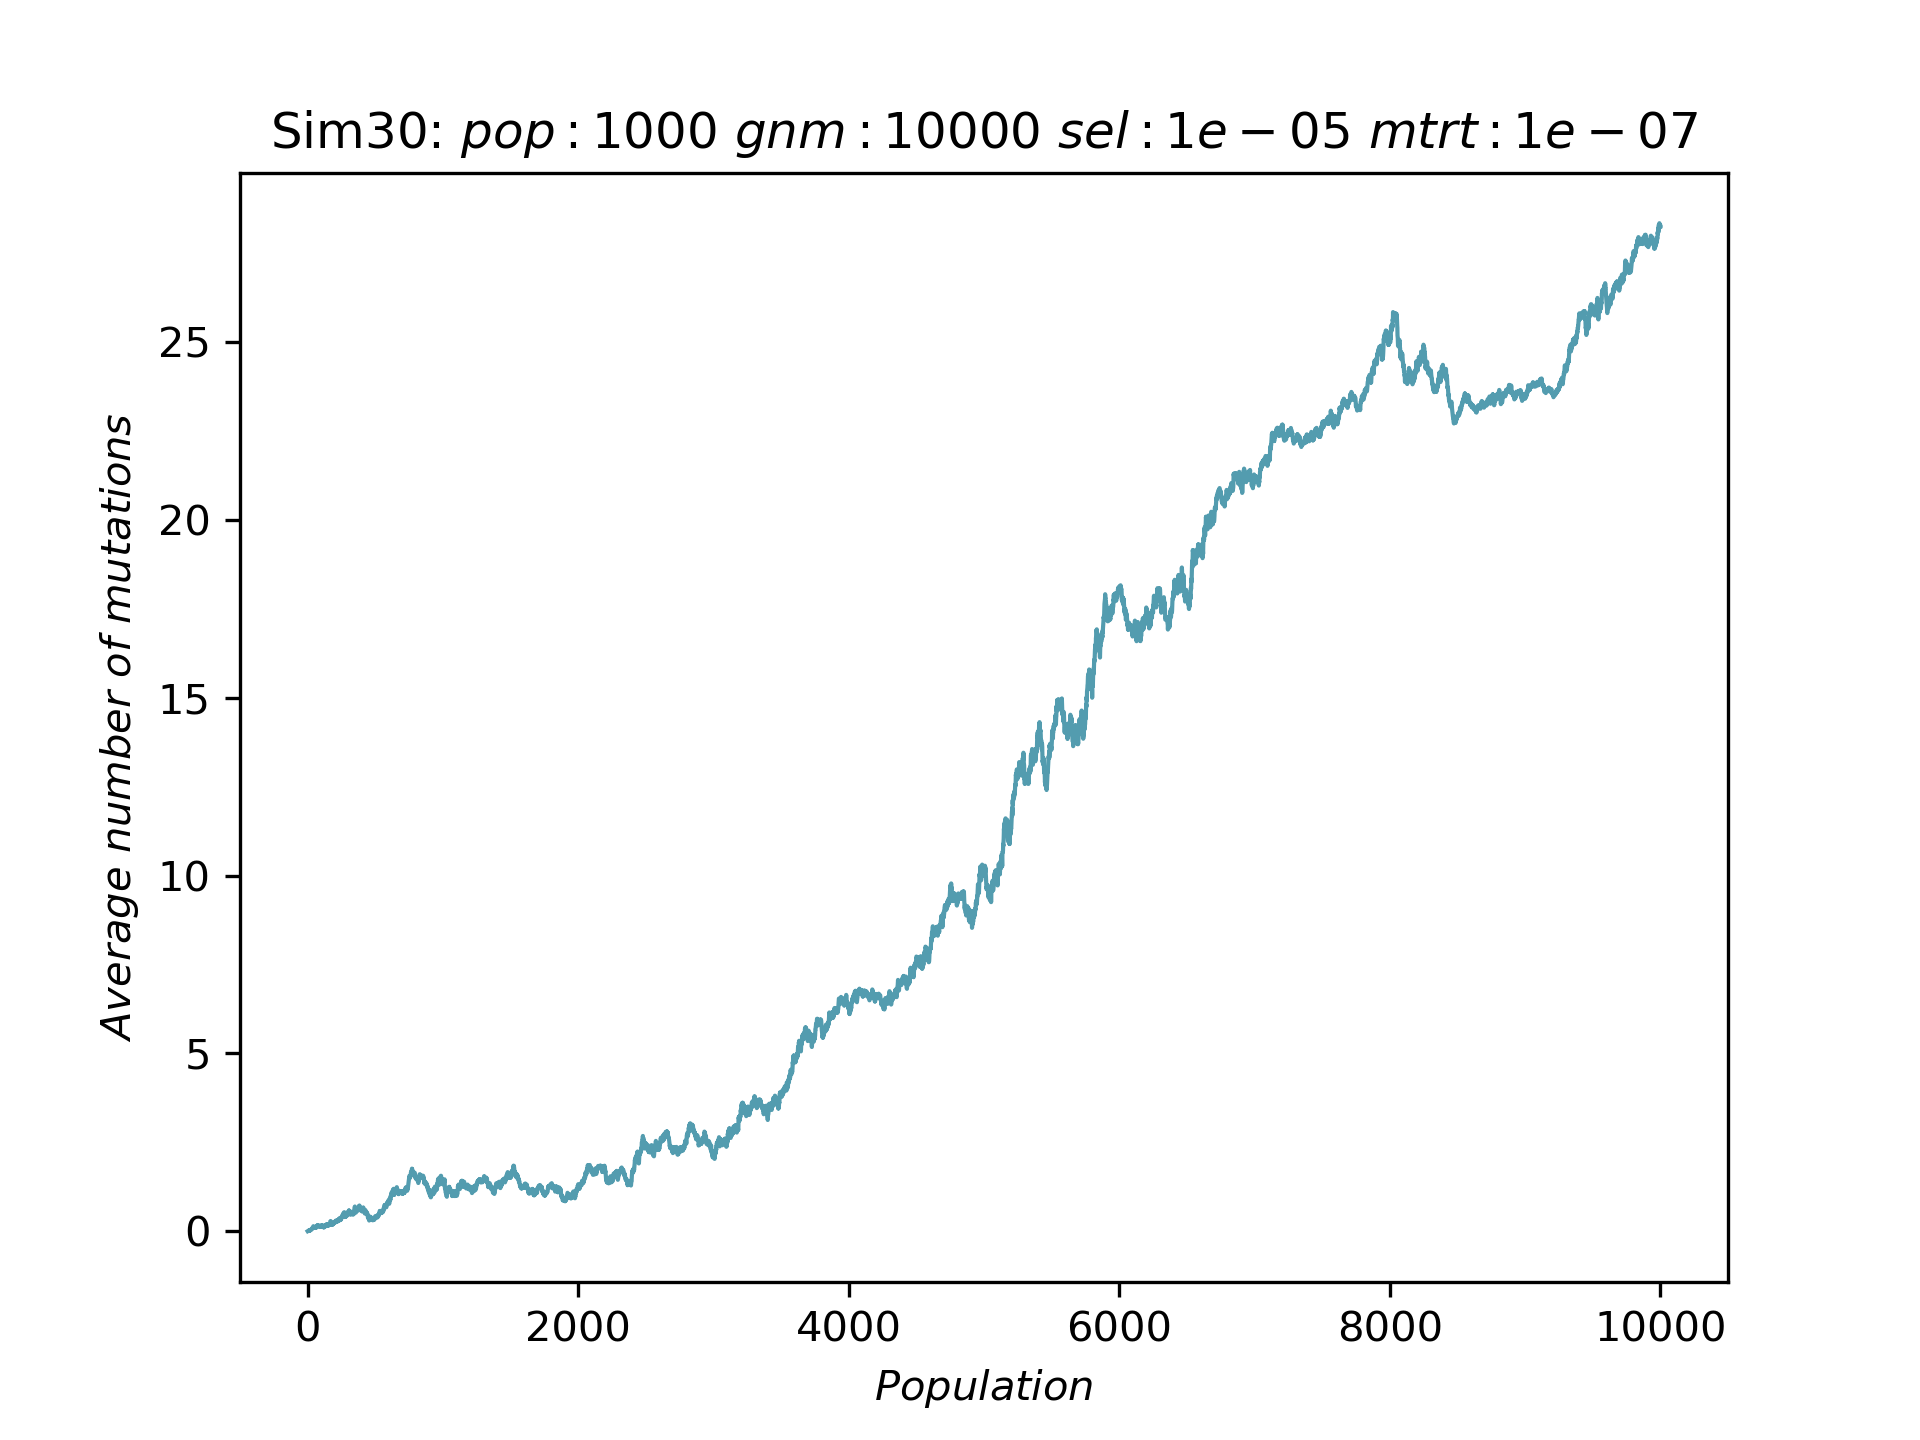 Sim30: pop : 1000 gnm : 10000 sel : 1e − 05 mtrt : 1e − 07
Average number of mutations
25
20
15
10
5
0
0 2000 4000 6000 8000 10000
Population